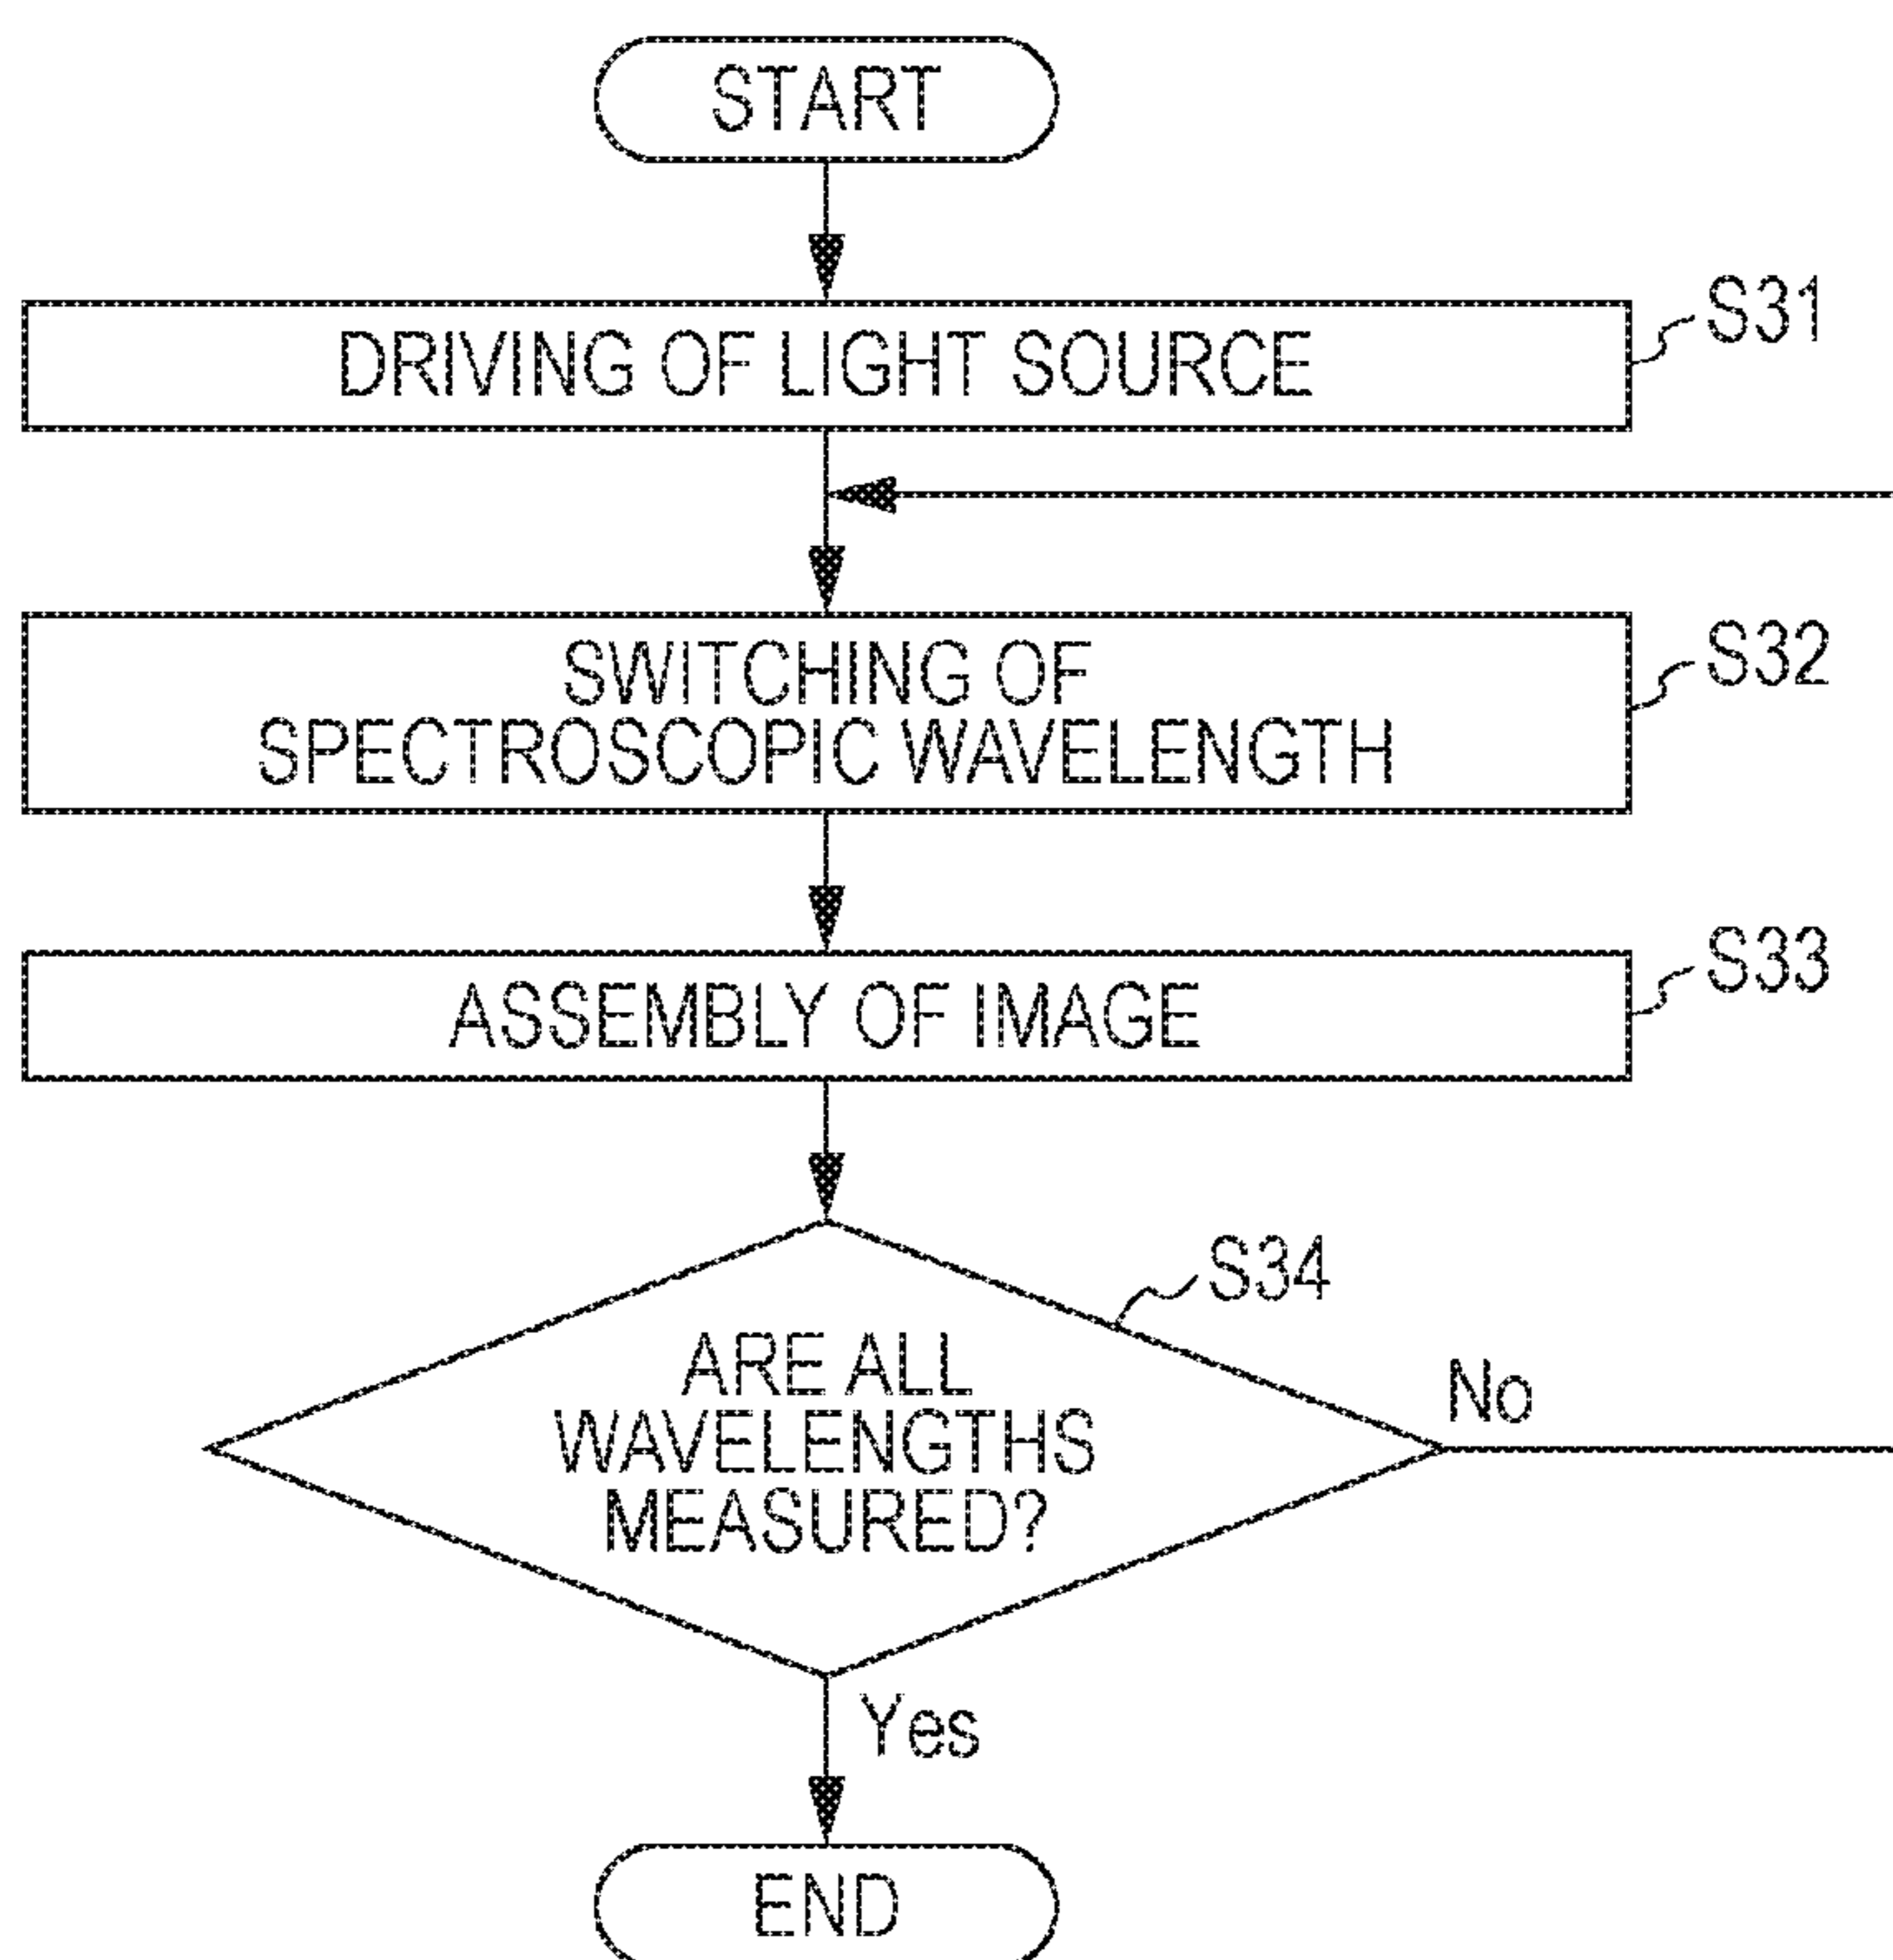 START
DRIVING OF LIGHT SOURCE
S31
SWITCHING OF
SPECTROSCOPIC WAVELENGTH
S32
ASSEMBLY OF IMAGE
S33
S34
ARE ALL
WAVELENGTHS
MEASURED?
No
Yes
END